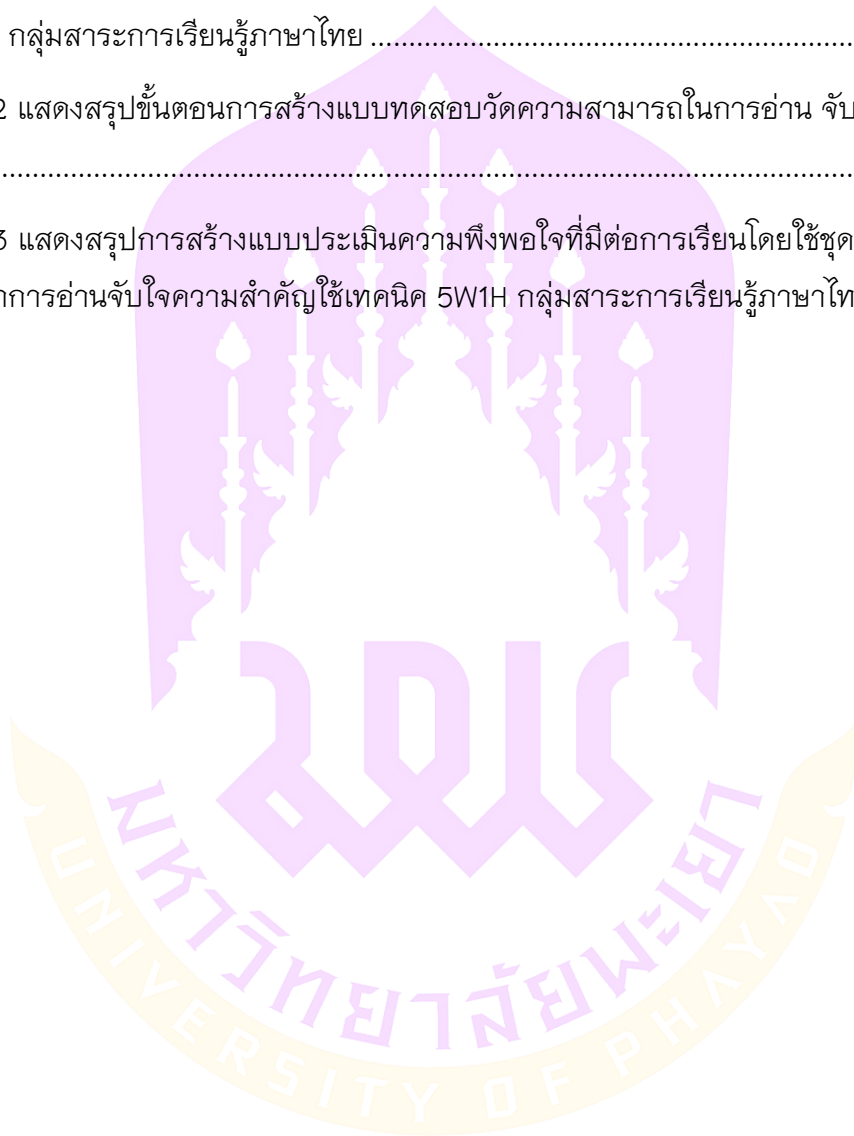 กลุ่มสาระการเรียนรู้ภาษาไทย ..............................................................
2 แสดงสรุปขั้นตอนการสร้างแบบทดสอบวัดความสามารถในการอ่าน จับ
..............................................................................................................
3 แสดงสรุปการสร้างแบบประเมินความพึงพอใจที่มีต่อการเรียนโดยใช้ชุด
การอ่านจับใจความสำคัญใช้เทคนิค 5W1H กลุ่มสาระการเรียนรู้ภาษาไท
มพย
มหาวิทยาลัยพะเยา
UNIVERSITY OF PHAYAO